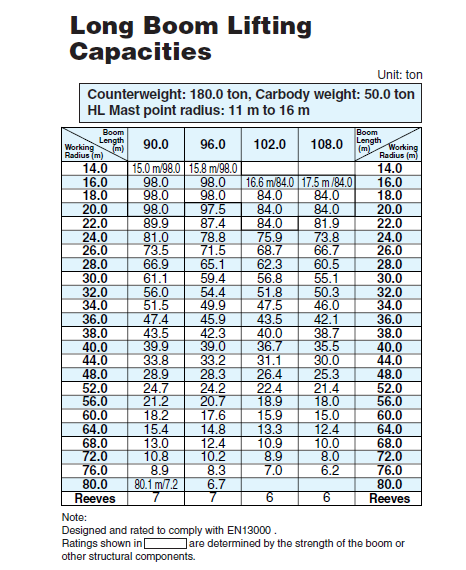 Long Boom Lifting
Capacities
Unit: ton
Counterweight: 180.0 ton, Carbody weight: 50.0 ton
HL Mast point radius: 11 m to 16 m
Boom Length (m) Working Radius (m) 90.0 96.0 102.0 108.0 Boom Length (m) Working Radius (m)
14.0 15.0 m/98.0 15.8 m/98.0 14.0
16.0 98.0 98.0 16.6 m/84.0 17.5 m /84.0 16.0
18.0 98.0 98.0 84.0 84.0 18.0
20.0 98.0 97.5 84.0 84.0 20.0
22.0 89.9 87.4 84.0 81.9 22.0
24.0 81.0 78.8 75.9 73.8 24.0
26.0 73.5 71.5 68.7 66.7 26.0
28.0 66.9 65.1 62.3 60.5 28.0
30.0 61.1 59.4 56.8 55.1 30.0
32.0 56.0 54.4 51.8 50.3 32.0
34.0 51.5 49.9 47.5 46.0 34.0
36.0 47.4 45.9 43.5 42.1 36.0
38.0 43.5 42.3 40.0 38.7 38.0
40.0 39.9 39.0 36.7 35.5 40.0
44.0 33.8 33.2 31.1 30.0 44.0
48.0 28.9 28.3 26.4 25.3 48.0
52.0 24.7 24.2 22.4 21.4 52.0
56.0 21.2 20.7 18.9 18.0 56.0
60.0 18.2 17.6 15.9 15.0 60.0
64.0 15.4 14.8 13.3 12.4 64.0
68.0 13.0 12.4 10.9 10.0 68.0
72.0 10.8 10.2 8.9 8.0 72.0
76.0 8.9 8.3 7.0 6.2 76.0
80.0 80.1 m/7.2 6.7 80.0
Reeves 7 7 6 6 Reeves
Note:
Designed and rated to comply with EN13000 .
Ratings shown in are determined by the strength of the boom or
other structural components.